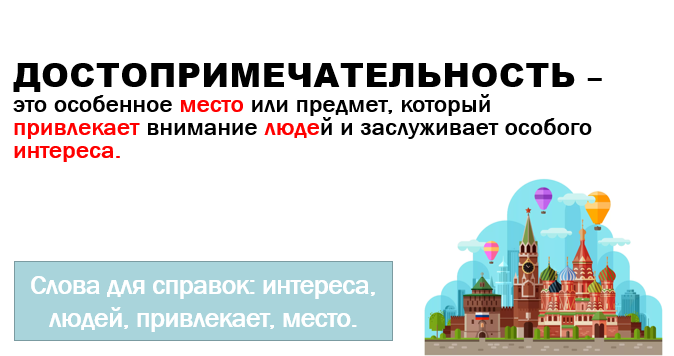 ДОСТОПРИМЕЧАТЕЛЬНОСТЬ –
это особенное место или предмет, который
привлекает внимание людей и заслуживает особого
интереса.
Слова для справок: интереса,
людей, привлекает, место.